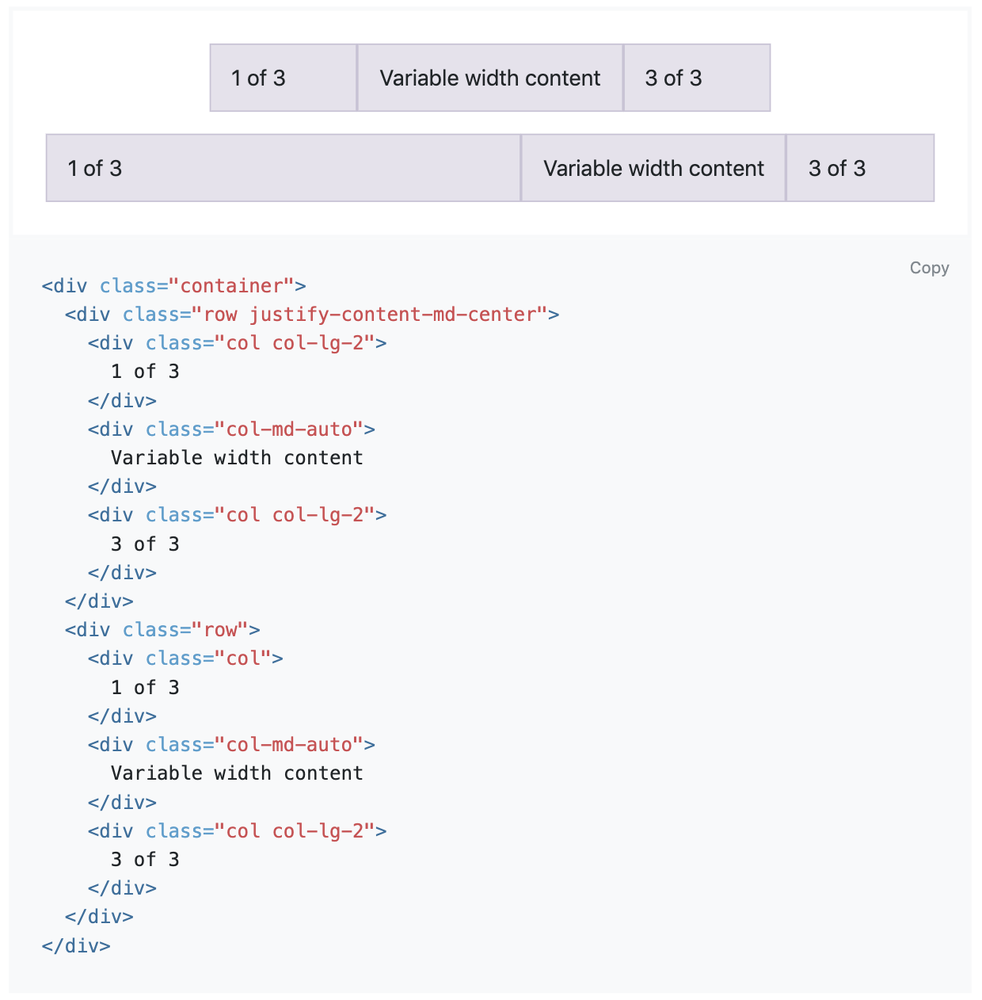 1 of 3 Variable width content 3 of 3
1 of 3 Variable width content 3 of 3
Copy
<div class="container">
  <div class="row justify-content-md-center">
    <div class="col col-lg-2">
      1 of 3
    </div>
    <div class="col-md-auto">
      Variable width content
    </div>
    <div class="col col-lg-2">
      3 of 3
    </div>
  </div>
  <div class="row">
    <div class="col">
      1 of 3
    </div>
    <div class="col-md-auto">
      Variable width content
    </div>
    <div class="col col-lg-2">
      3 of 3
    </div>
  </div>
</div>